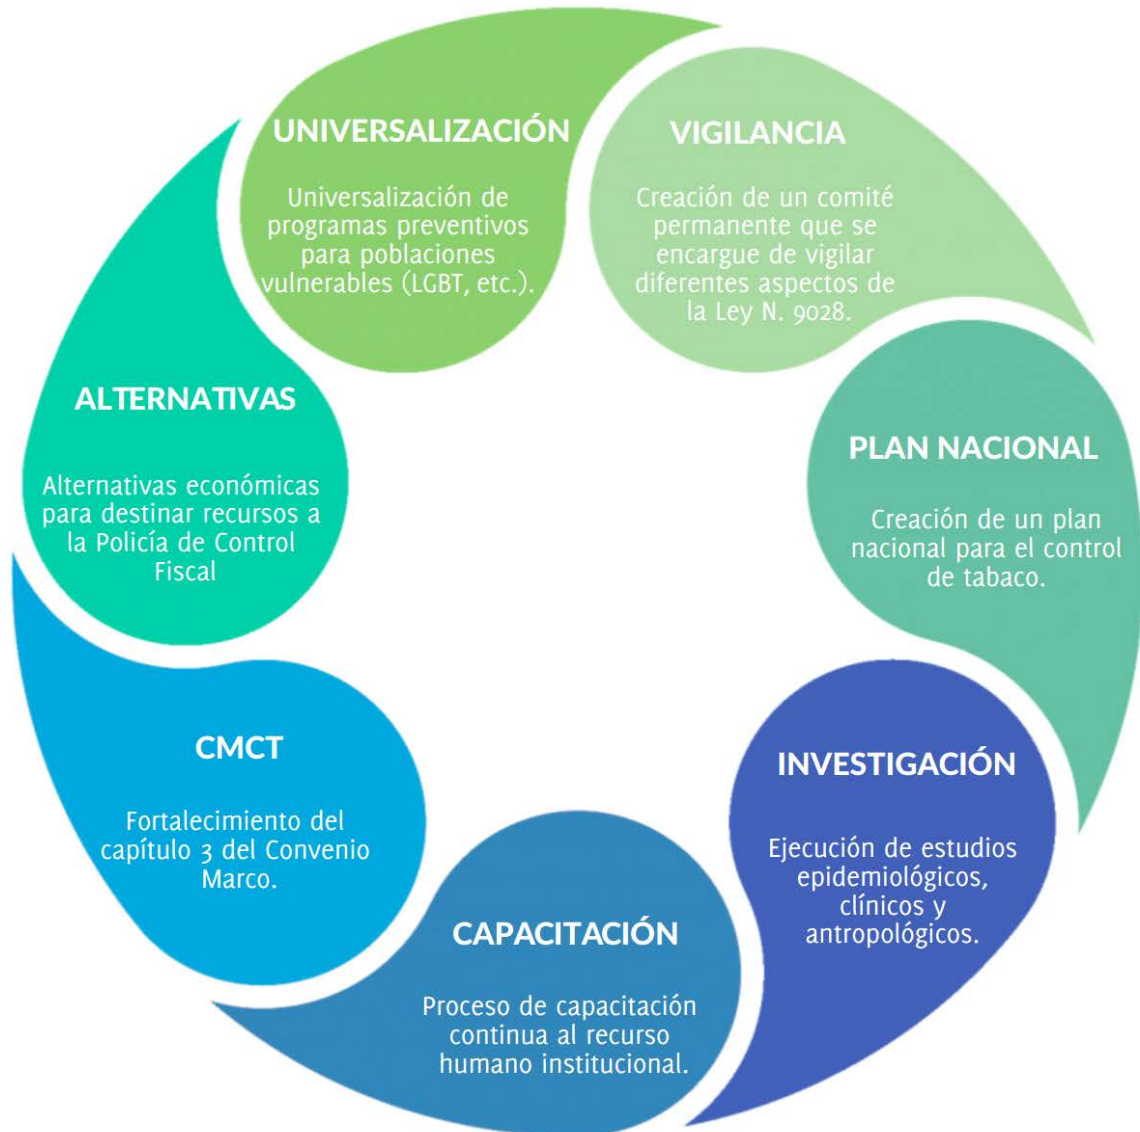 UNIVERSALIZACIÓN
Universalización de
programas preventivos
para poblaciones
vulnerables (LGBT, etc.).
VIGILANCIA
Creación de un comité
permanente que se
encargue de vigilar
diferentes aspectos de
la Ley N. 9028.
PLAN NACIONAL
Creación de un plan
nacional para el control
de tabaco.
INVESTIGACIÓN
Ejecución de estudios
epidemiológicos,
clínicos y
antropológicos.
CAPACITACIÓN
Proceso de capacitación
continua al recurso
humano institucional.
CMCT
Fortalecimiento del
capítulo 3 del Convenio
Marco.
ALTERNATIVAS
Alternativas económicas
para destinar recursos a
la Policía de Control
Fiscal